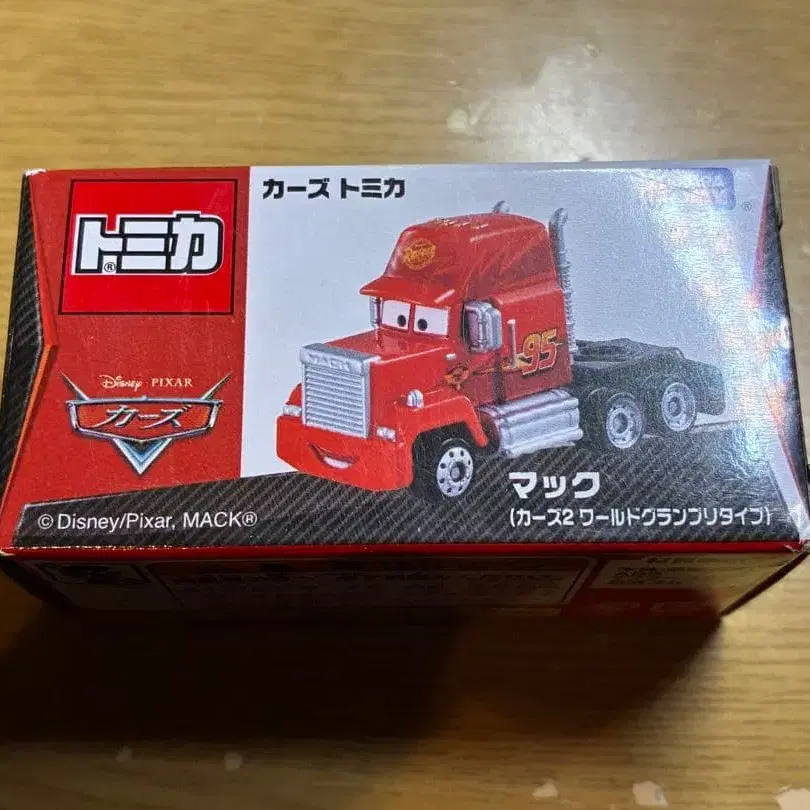 カーズ トミカ
トミカ®
Disney PIXAR
カーズ
MACK
95
マック
(カーズ2 ワールドグランプリタイプ)
© Disney/Pixar, MACK®